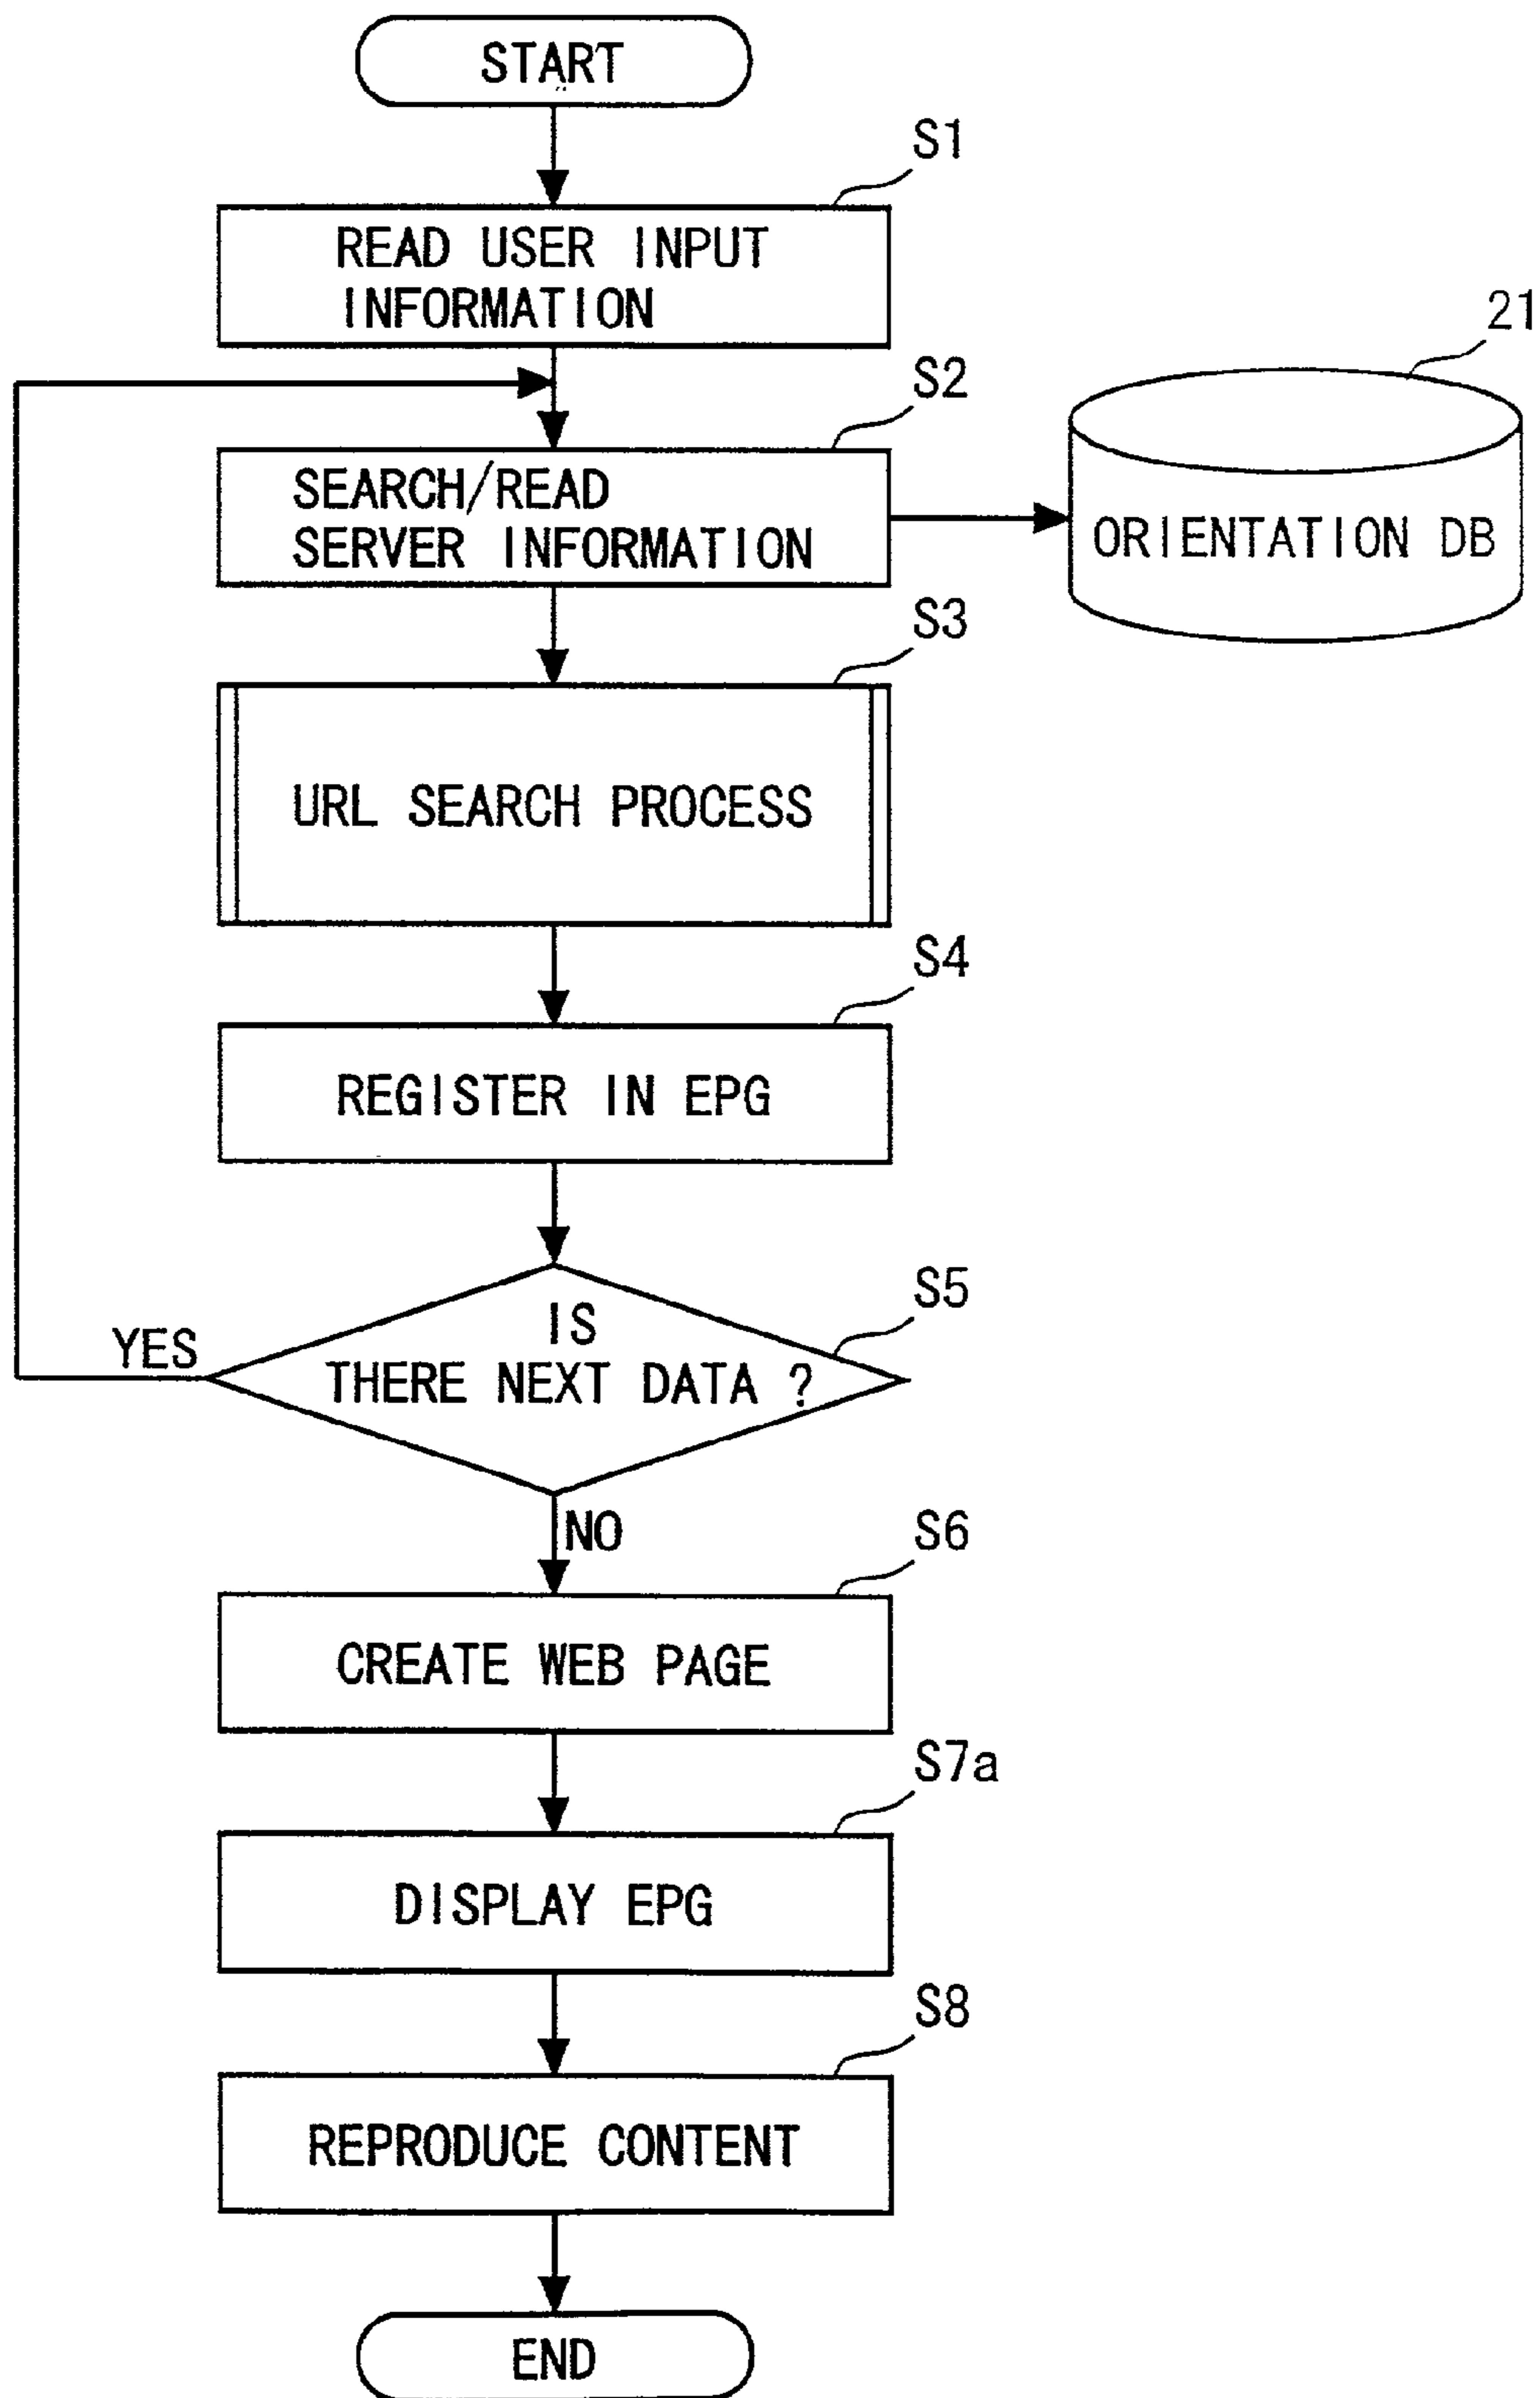 START
S1
READ USER INPUT
INFORMATION
21
S2
SEARCH/READ
SERVER INFORMATION
ORIENTATION DB
S3
URL SEARCH PROCESS
S4
REGISTER IN EPG
S5
IS
THERE NEXT DATA ?
YES
NO
S6
CREATE WEB PAGE
S7a
DISPLAY EPG
S8
REPRODUCE CONTENT
END